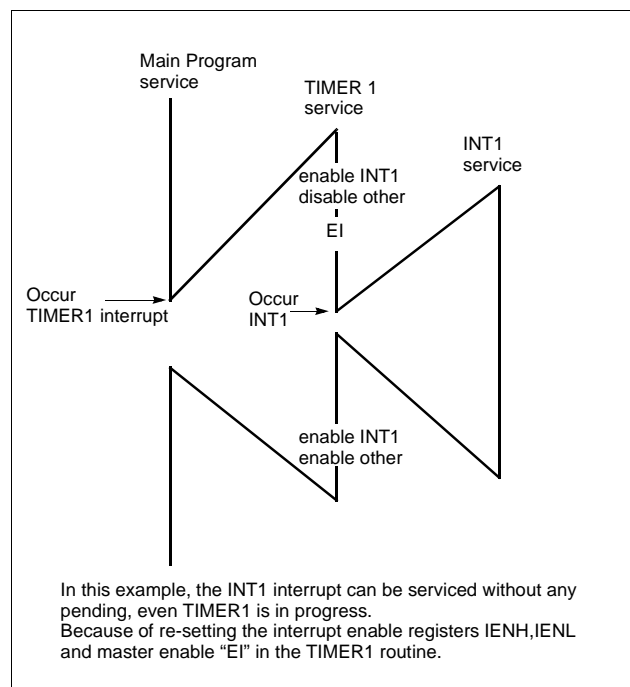 Main Program
service
TIMER 1
service
INT1
service
enable INT1
disable other
EI
Occur
TIMER1 interrupt
Occur
INT1
enable INT1
enable other
In this example, the INT1 interrupt can be serviced without any
pending, even TIMER1 is in progress.
Because of re-setting the interrupt enable registers IENH,IENL
and master enable “EI” in the TIMER1 routine.